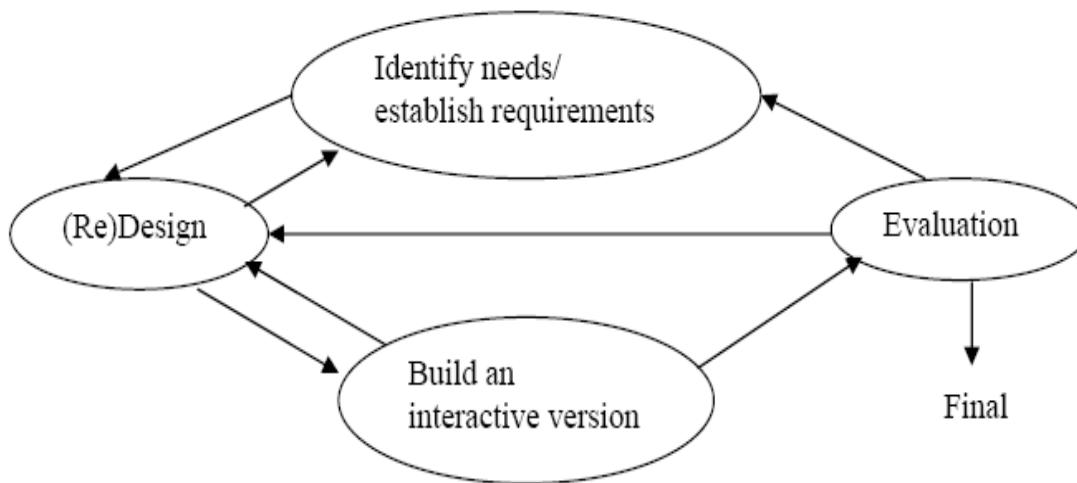 Identify needs/
establish requirements
(Re)Design
Evaluation
Build an
interactive version
Final